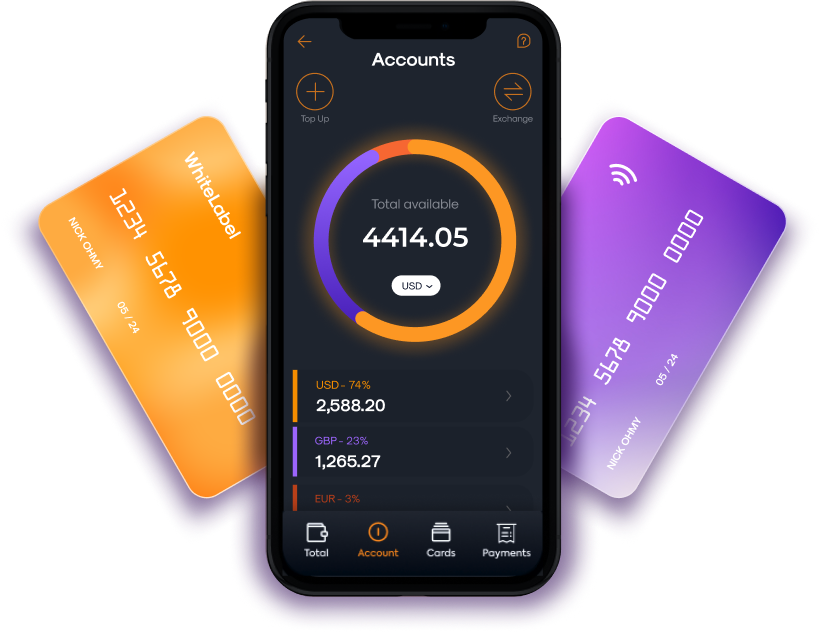 Accounts
Top Up
Exchange
Total available
4414.05
USD
USD - 74%
2,588.20
GBP - 23%
1,265.27
EUR - 3%
Total
Account
Cards
Payments
WhiteLabel
1234 5678 9000 0000
NICK OHMY
05 / 24
1234 5678 9000 0000
05 / 24
NICK OHMY